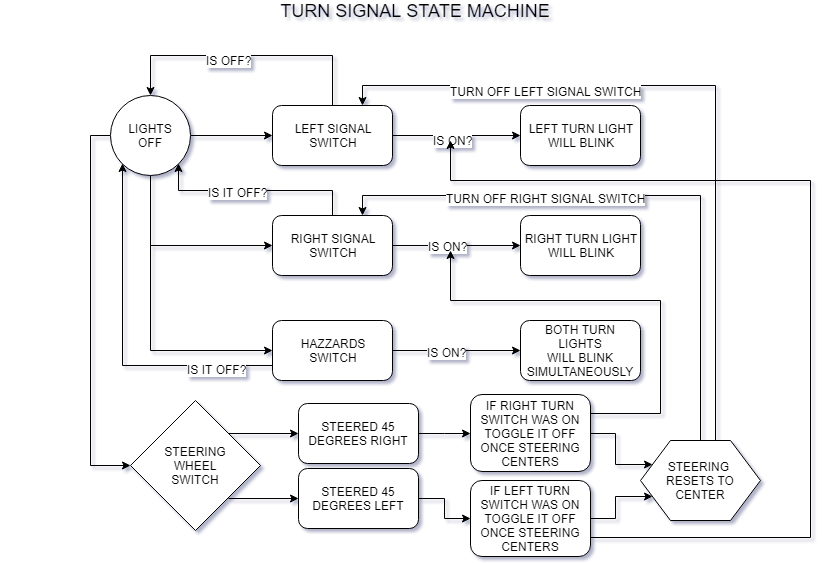 TURN SIGNAL STATE MACHINE
IS OFF?
TURN OFF LEFT SIGNAL SWITCH
LIGHTS
OFF
LEFT SIGNAL
SWITCH
IS ON?
LEFT TURN LIGHT
WILL BLINK
IS IT OFF?
TURN OFF RIGHT SIGNAL SWITCH
RIGHT SIGNAL
SWITCH
IS ON?
RIGHT TURN LIGHT
WILL BLINK
HAZZARDS
SWITCH
IS ON?
BOTH TURN
LIGHTS
WILL BLINK
SIMULTANEOUSLY
IS IT OFF?
STEERING
WHEEL
SWITCH
STEERED 45
DEGREES RIGHT
IF RIGHT TURN
SWITCH WAS ON
TOGGLE IT OFF
ONCE STEERING
CENTERS
STEERING
RESETS TO
CENTER
STEERED 45
DEGREES LEFT
IF LEFT TURN
SWITCH WAS ON
TOGGLE IT OFF
ONCE STEERING
CENTERS